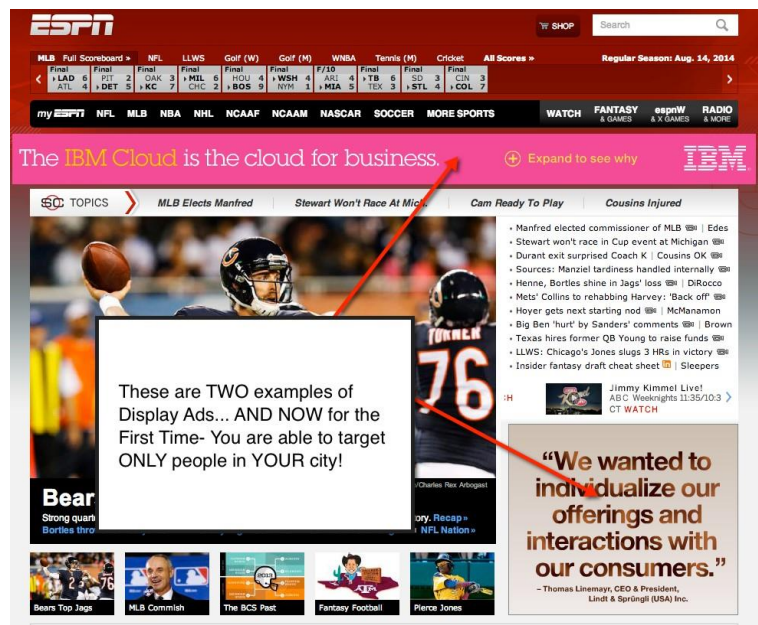 ESPN
SHOP
Search
MLB Full Scoreboard » NFL LLWS Golf (W) Golf (M) WNBA Tennis (M) Cricket All Scores » Regular Season: Aug. 14, 2014
Final Final Final Final Final Final F/10 Final Final Final
LAD 6 PIT 2 OAK 3 MIL 6 HOU 4 WSH 4 ARI 4 TB 6 SD 3 CIN 3
ATL 4 DET 5 KC 7 CHC 2 BOS 9 NYM 1 MIA 5 TEX 3 STL 4 COL 7
my ESPN NFL MLB NBA NHL NCAAF NCAAM NASCAR SOCCER MORE SPORTS WATCH FANTASY & GAMES espnW & X GAMES RADIO & MORE
The IBM Cloud is the cloud for business. Expand to see why IBM
SC TOPICS MLB Elects Manfred Stewart Won't Race At Mich. Cam Ready To Play Cousins Injured
• Manfred elected commissioner of MLB | Edes
• Stewart won't race in Cup event at Michigan
• Durant exit surprised Coach K | Cousins OK
• Sources: Manziel tardiness handled internally
• Henne, Bortles shine in Jags' loss | DiRocco
• Mets' Collins to rehabbing Harvey: 'Back off'
• Hoyer gets next starting nod | McManamon
• Big Ben 'hurt' by Sanders' comments | Brown
• Texas hires former QB Young to raise funds
• LLWS: Chicago's Jones slugs 3 HRs in victory
• Insider fantasy draft cheat sheet in | Sleepers
TURNER
76
These are TWO examples of
Display Ads... AND NOW for the
First Time- You are able to target
ONLY people in YOUR city!
/Charles Rex Arbogast
Bear
Strong quart
ory. Recap »
Bortles thro
NFL Nation »
H
Jimmy Kimmel Live!
ABC Weeknights 11:35/10:3
CT WATCH
“We wanted to
individualize our
offerings and
interactions with
our consumers.”
– Thomas Linemayr, CEO & President,
Lindt & Sprüngli (USA) Inc.
2 76
2013
ATM
Bears Top Jags
MLB Commish
The BCS Past
Fantasy Football
Pierce Jones